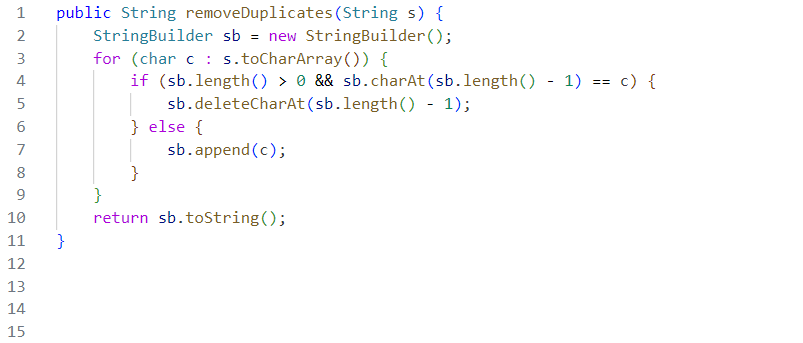 1 public String removeDuplicates(String s) {
2 StringBuilder sb = new StringBuilder();
3 for (char c : s.toCharArray()) {
4 if (sb.length() > 0 && sb.charAt(sb.length() - 1) == c) {
5 sb.deleteCharAt(sb.length() - 1);
6 } else {
7 sb.append(c);
8 }
9 }
10 return sb.toString();
11 }
12
13
14
15